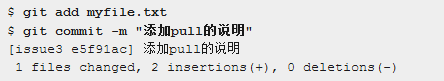 $ git add myfile.txt
$ git commit -m "添加pull的说明"
[issue3 e5f91ac] 添加pull的说明
1 files changed, 2 insertions(+), 0 deletions(-)